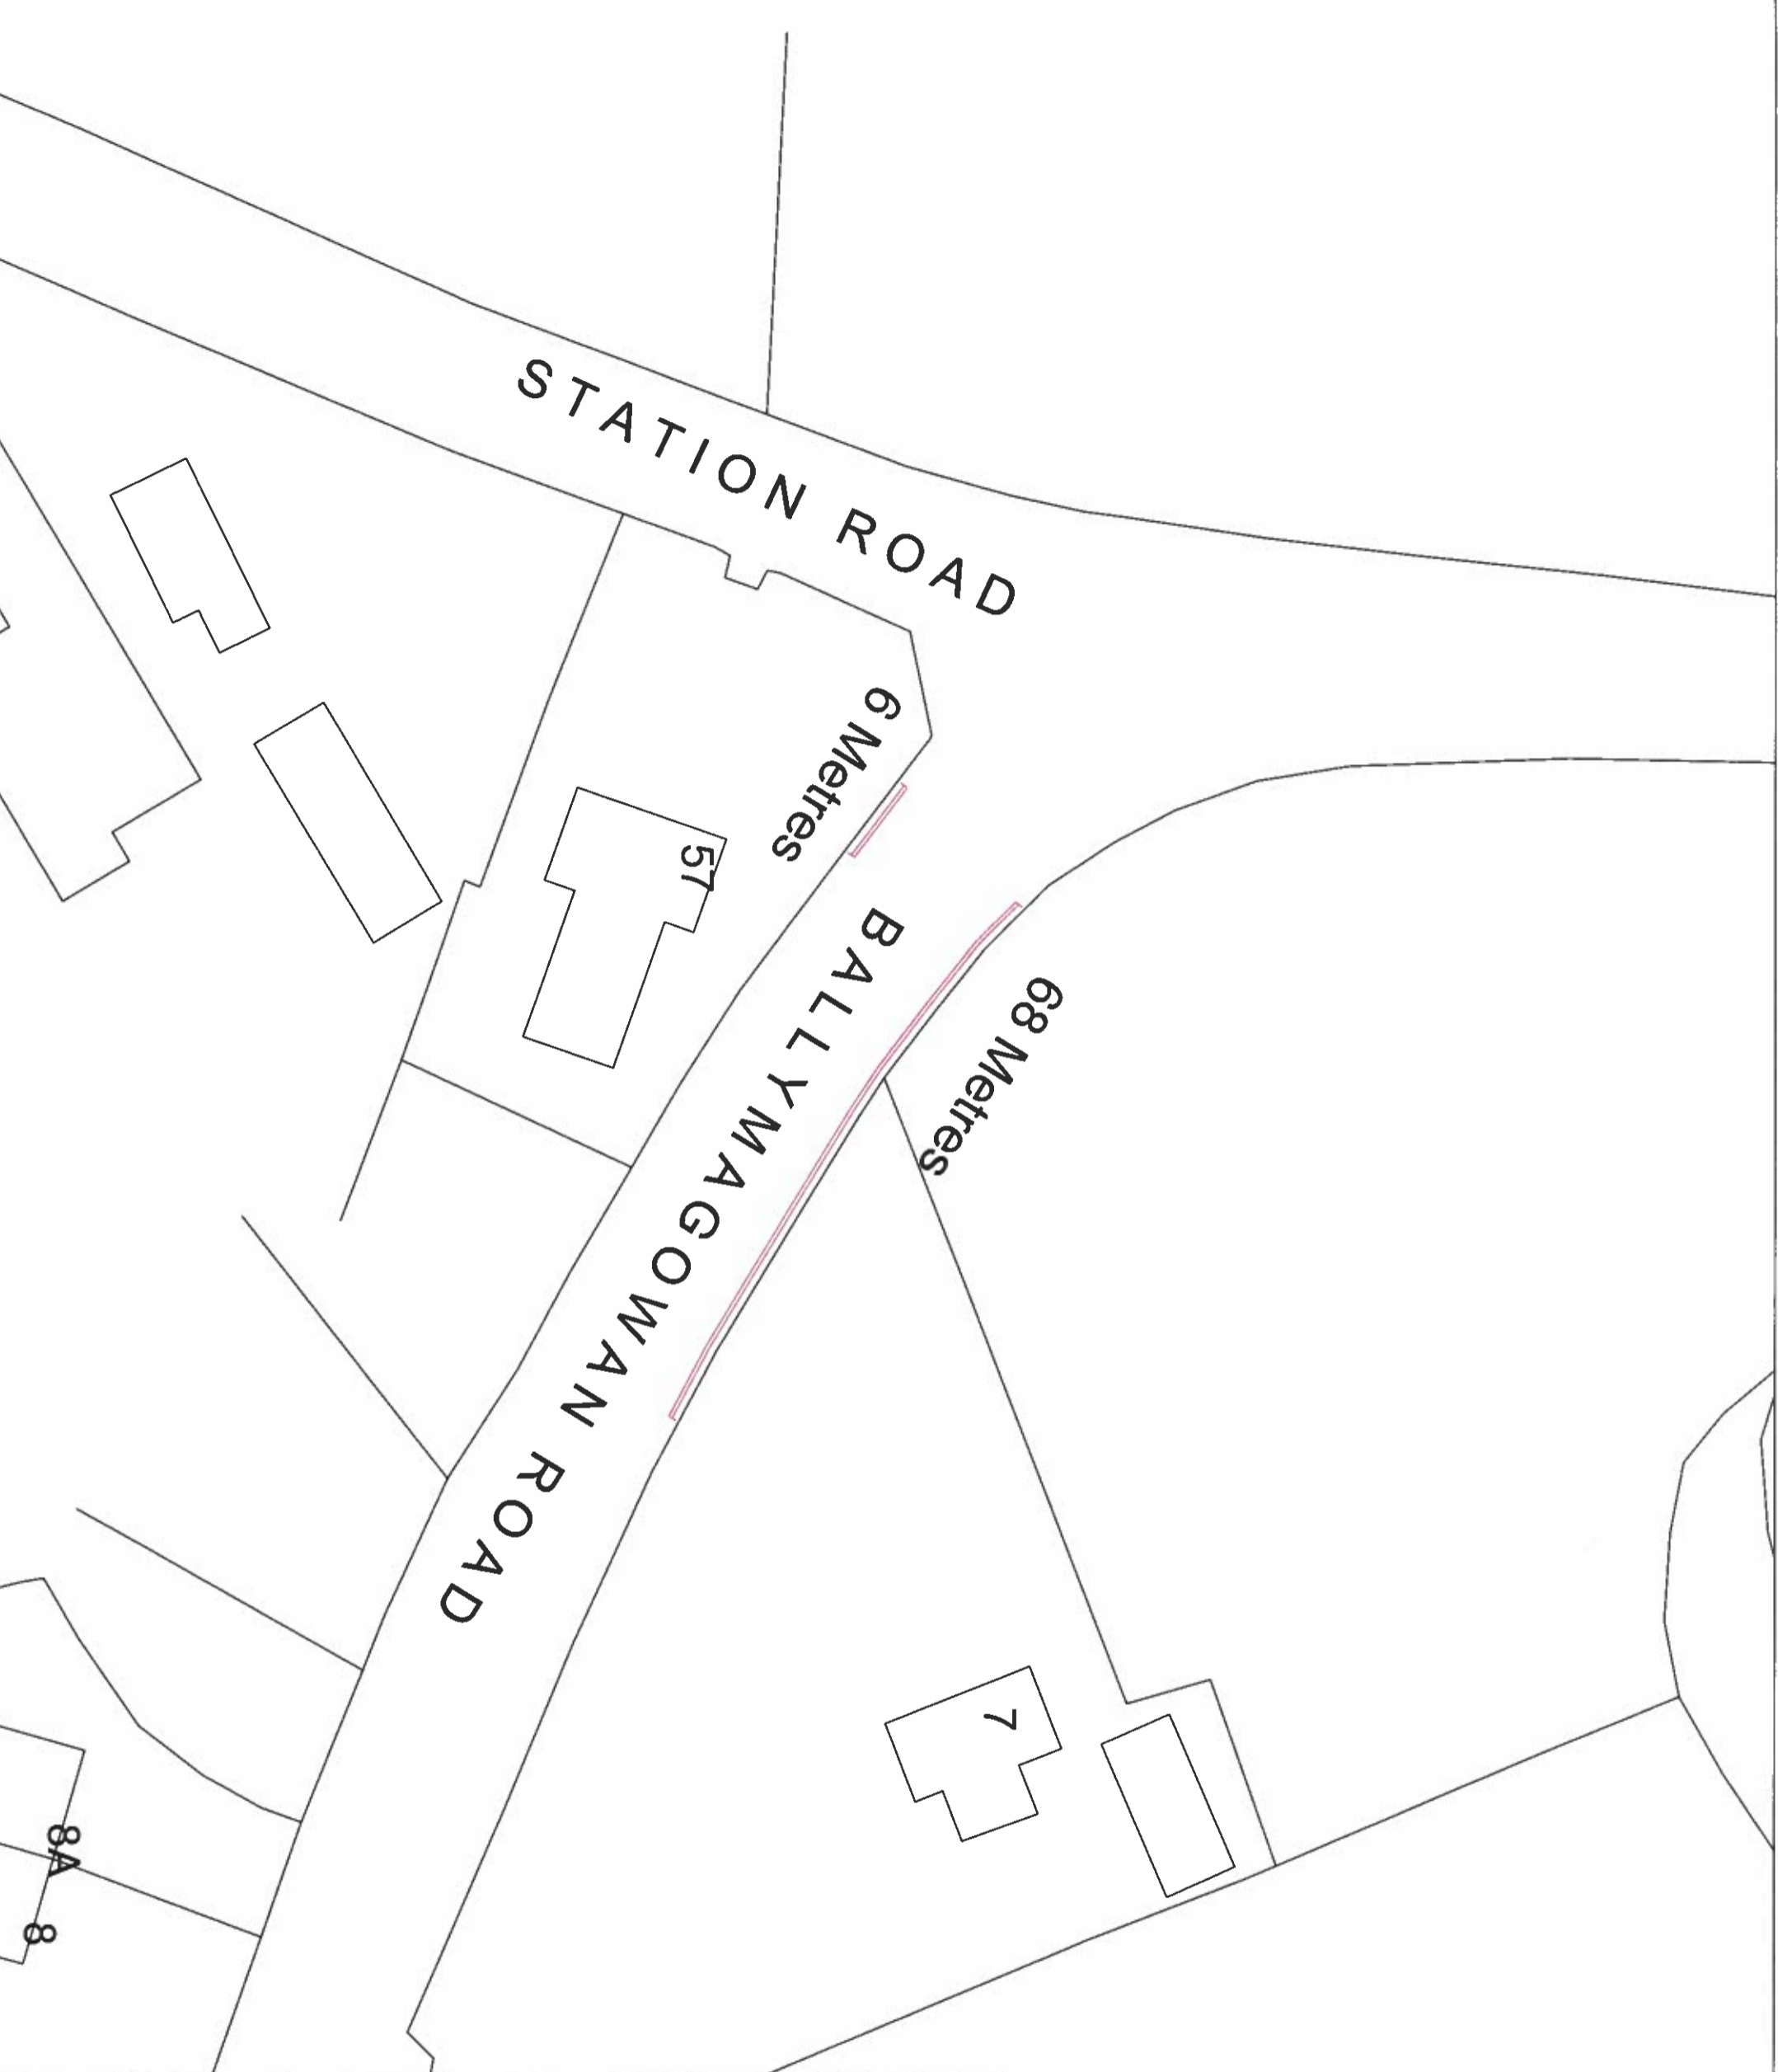 STATION ROAD
6 Metres
57
BALLYMAGOWAN ROAD
68 Metres
7
8A
8